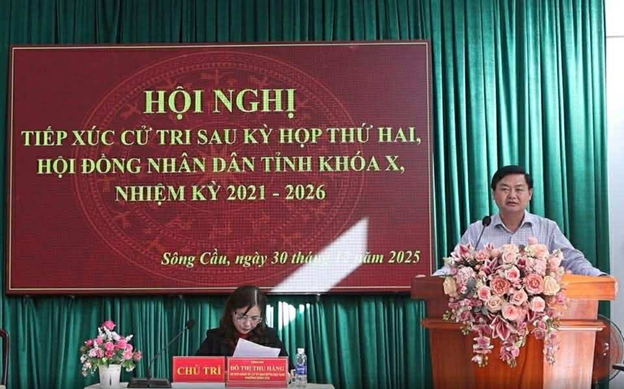 HỘI NGHỊ
TIẾP XÚC CỬ TRI SAU KỲ HỌP THỨ HAI,
HỘI ĐỒNG NHÂN DÂN TỈNH KHÓA X,
NHIỆM KỲ 2021 - 2026
Sông Cầu, ngày 30 tháng 12 năm 2025
CHỦ TRÌ
ĐỖ THỊ THU HẰNG